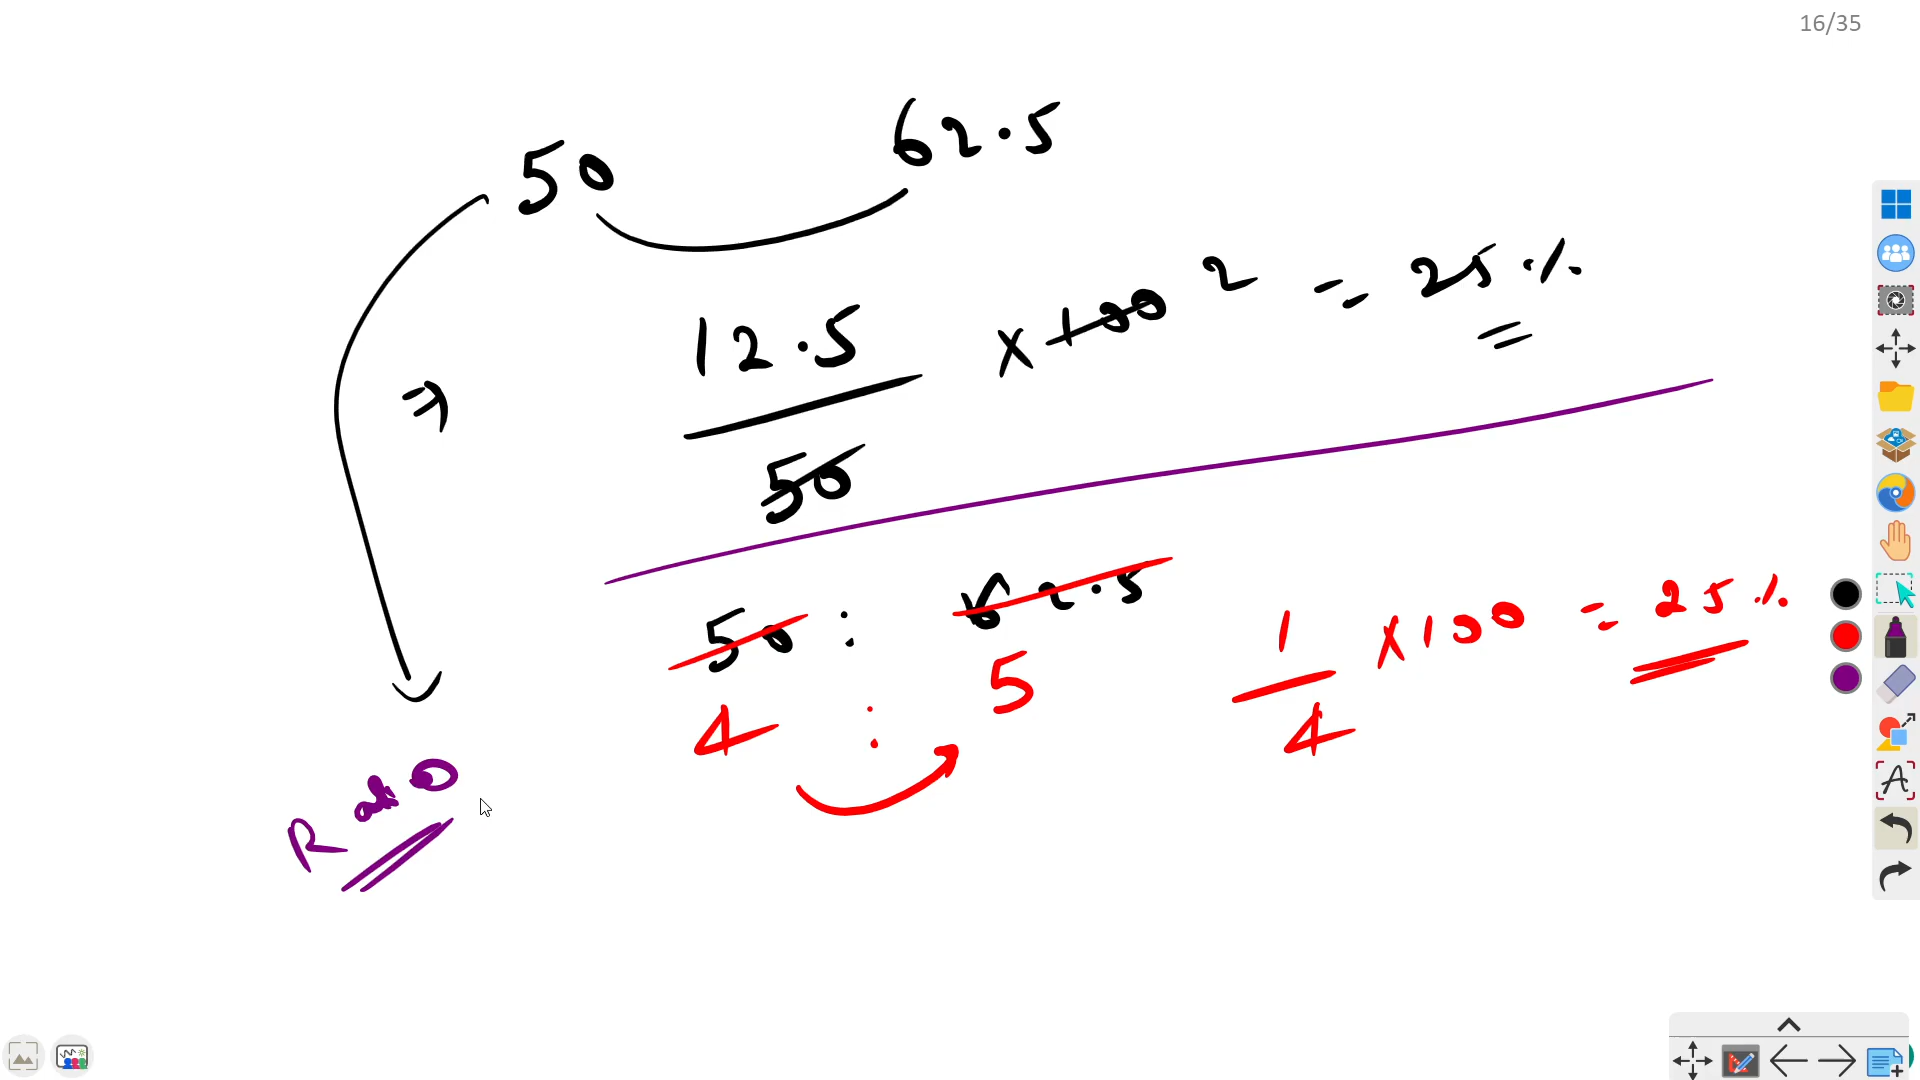 16/35
50 62.5
⇒ 12.5/50 × 100 2 = 25%
50 : 62.5
4 : 5
1/4 × 100 = 25%
Ratio